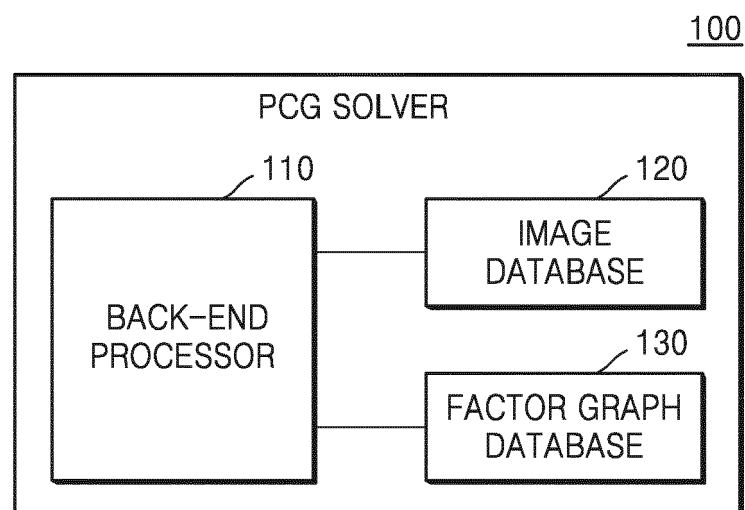 100
PCG SOLVER
110
BACK-END
PROCESSOR
120
IMAGE
DATABASE
130
FACTOR GRAPH
DATABASE